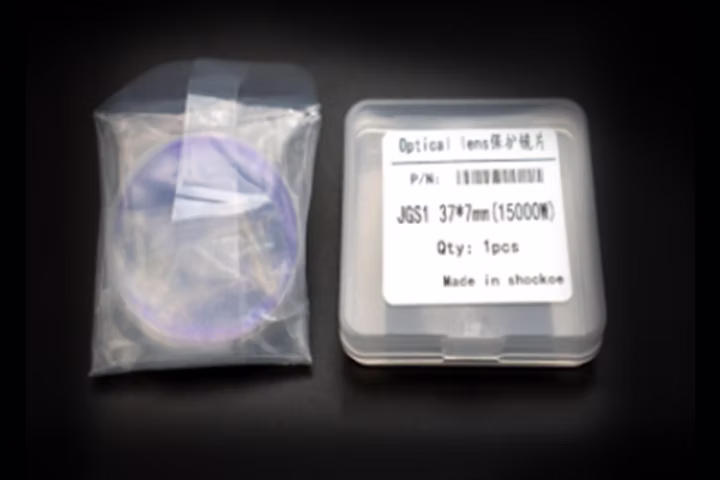 Optical lens保护镜片
P/N:
JGS1 37*7mm(15000W)
Qty: 1pcs
Made in shockoe